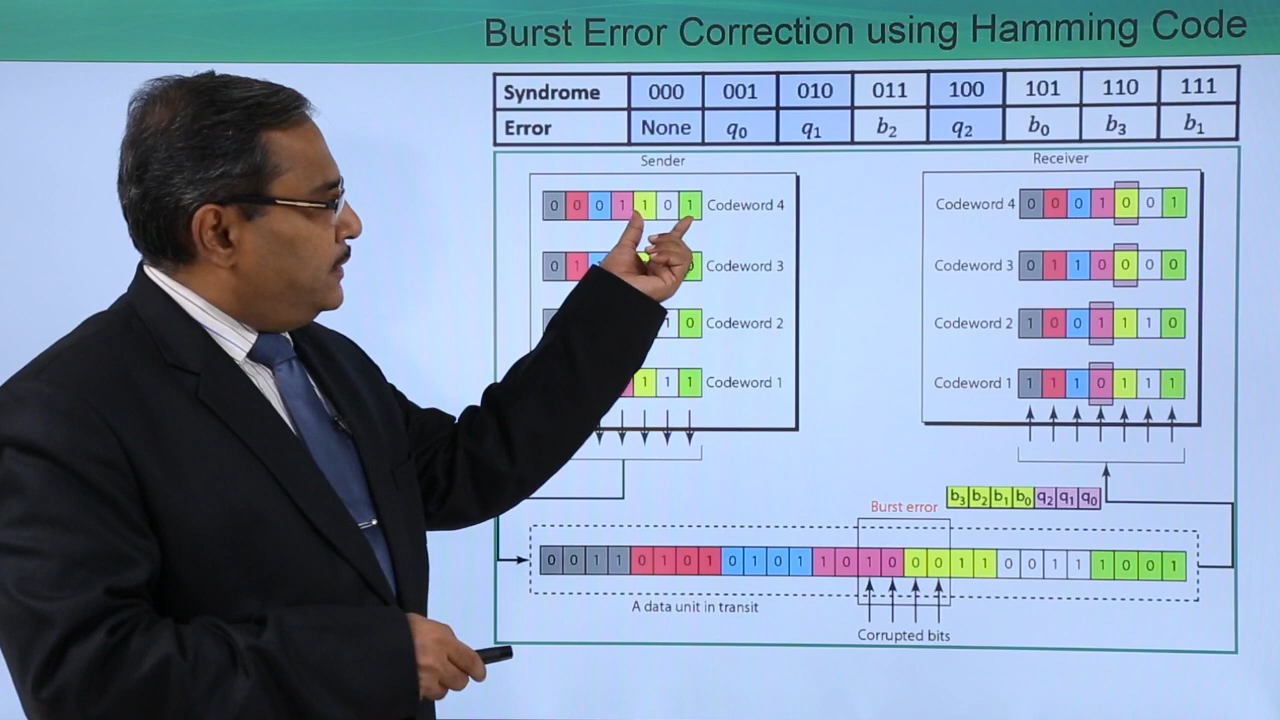 Burst Error Correction using Hamming Code
Syndrome 000 001 010 011 100 101 110 111
Error None q₀ q₁ b₂ q₂ b₀ b₃ b₁
Sender
0 0 0 1 1 0 1 Codeword 4
0 1 0 Codeword 3
1 0 Codeword 2
1 1 1 Codeword 1
Receiver
Codeword 4 0 0 0 1 0 0 1
Codeword 3 0 1 1 0 0 0 0
Codeword 2 1 0 0 1 1 1 0
Codeword 1 1 1 1 0 1 1 1
b₃ b₂ b₁ b₀ q₂ q₁ q₀
Burst error
0 0 1 1 0 1 0 1 0 1 0 1 1 0 1 0 0 0 1 1 0 0 1 1 1 0 0 1
A data unit in transit
Corrupted bits